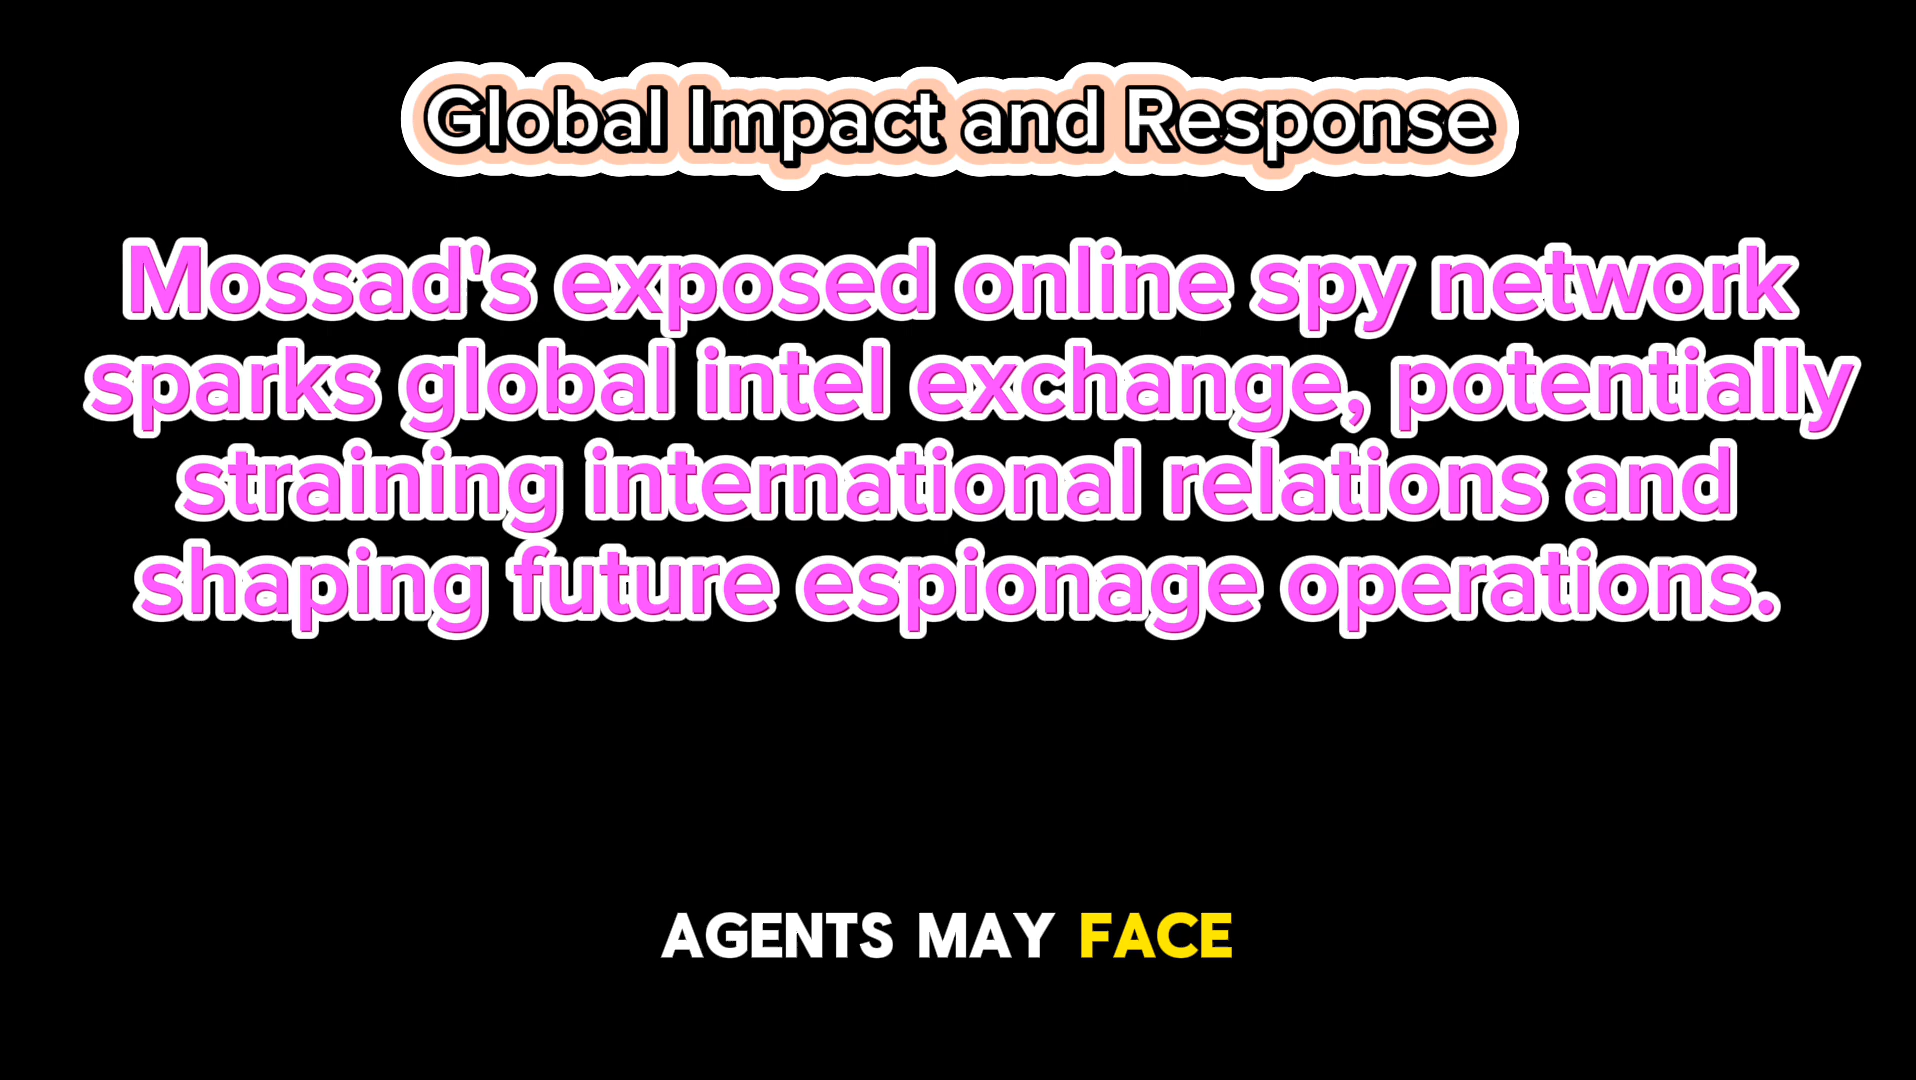 Global Impact and Response
Mossad's exposed online spy network
sparks global intel exchange, potentially
straining international relations and
shaping future espionage operations.
AGENTS MAY FACE